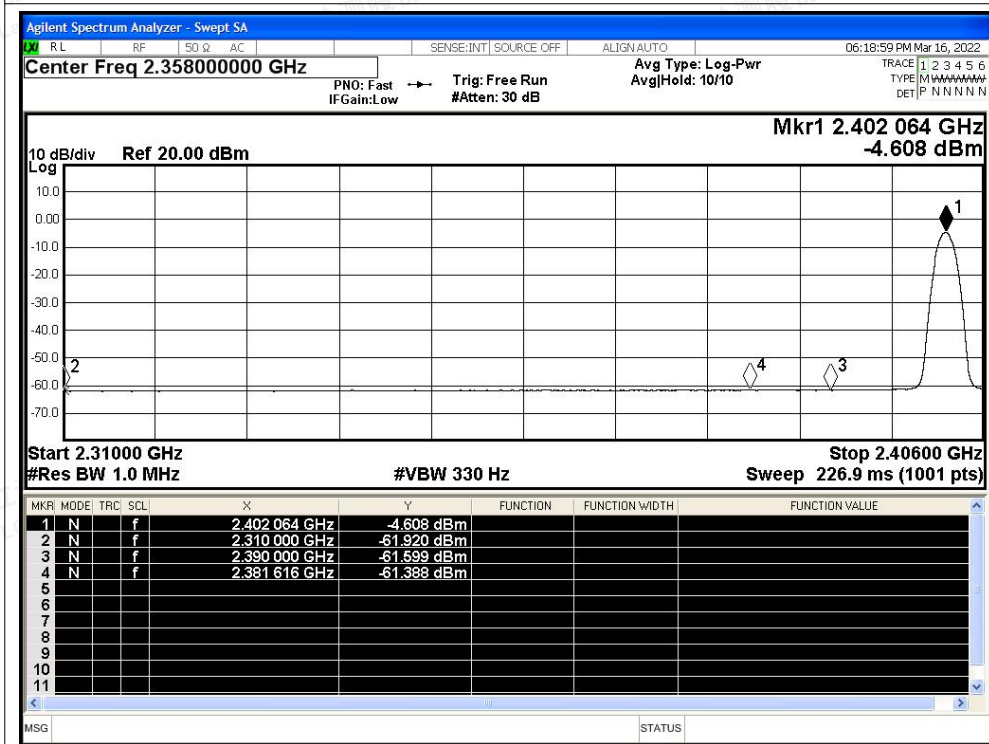 Agilent Spectrum Analyzer - Swept SA
LXI RL RF 50 Ω AC SENSE:INT SOURCE OFF ALIGN AUTO 06:18:59 PM Mar 16, 2022
Center Freq 2.358000000 GHz
PNO: Fast
IFGain:Low
Trig: Free Run
#Atten: 30 dB
Avg Type: Log-Pwr
Avg|Hold: 10/10
TRACE 1 2 3 4 5 6
TYPE M
DET P N N N N N
Mkr1 2.402 064 GHz
-4.608 dBm
10 dB/div Ref 20.00 dBm
Log
10.0
0.00
-10.0
-20.0
-30.0
-40.0
-50.0
-60.0
-70.0
1
2
4
3
Start 2.31000 GHz
Stop 2.40600 GHz
#Res BW 1.0 MHz
#VBW 330 Hz
Sweep 226.9 ms (1001 pts)
MKR MODE TRC SCL X Y FUNCTION FUNCTION WIDTH FUNCTION VALUE
1 N f 2.402 064 GHz -4.608 dBm
2 N f 2.310 000 GHz -61.920 dBm
3 N f 2.390 000 GHz -61.599 dBm
4 N f 2.381 616 GHz -61.388 dBm
5
6
7
8
9
10
11
MSG STATUS